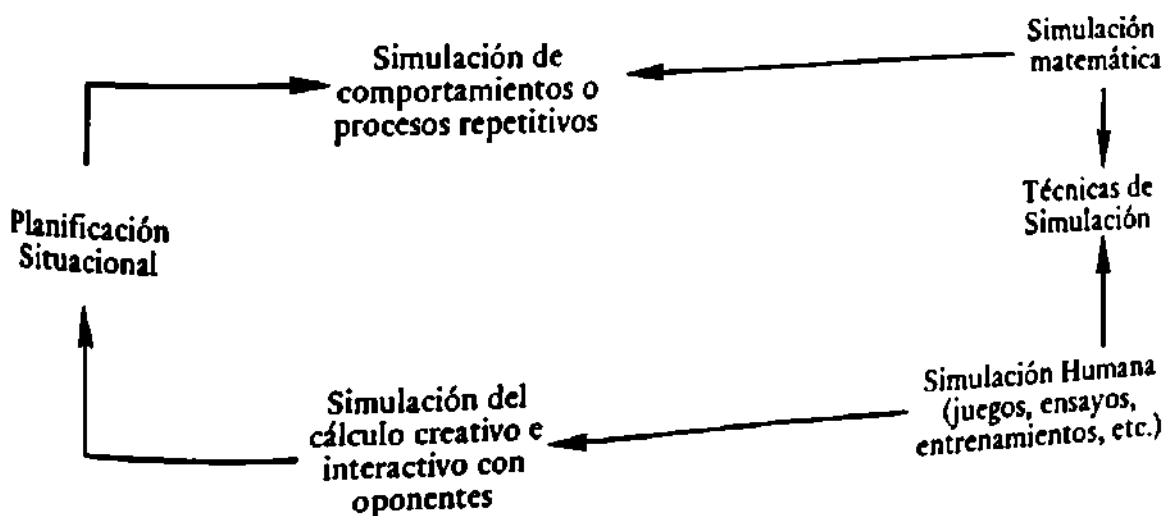 Simulación de
comportamientos o
procesos repetitivos
Simulación
matemática
Planificación
Situacional
Técnicas de
Simulación
Simulación del
cálculo creativo e
interactivo con
oponentes
Simulación Humana
(juegos, ensayos,
entrenamientos, etc.)